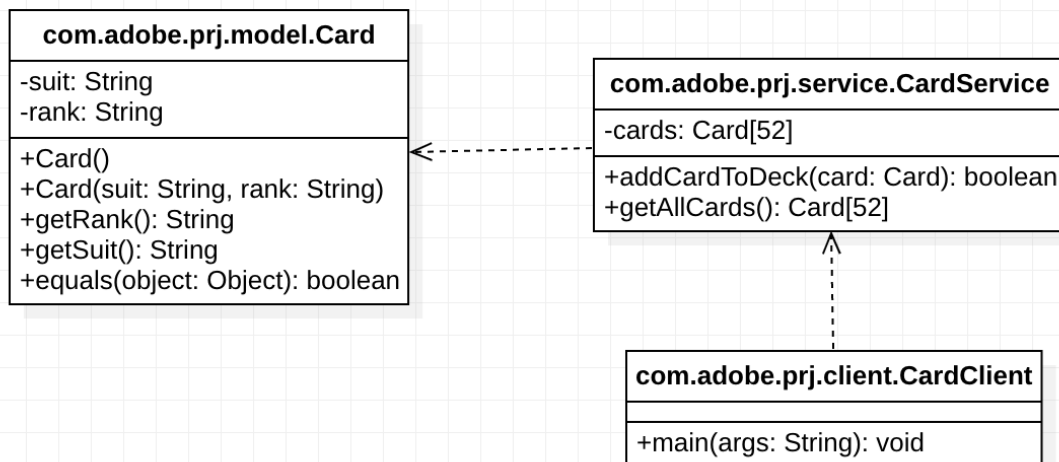 com.adobe.prj.model.Card
-suit: String
-rank: String
+Card()
+Card(suit: String, rank: String)
+getRank(): String
+getSuit(): String
+equals(object: Object): boolean
com.adobe.prj.service.CardService
-cards: Card[52]
+addCardToDeck(card: Card): boolean
+getAllCards(): Card[52]
com.adobe.prj.client.CardClient
+main(args: String): void